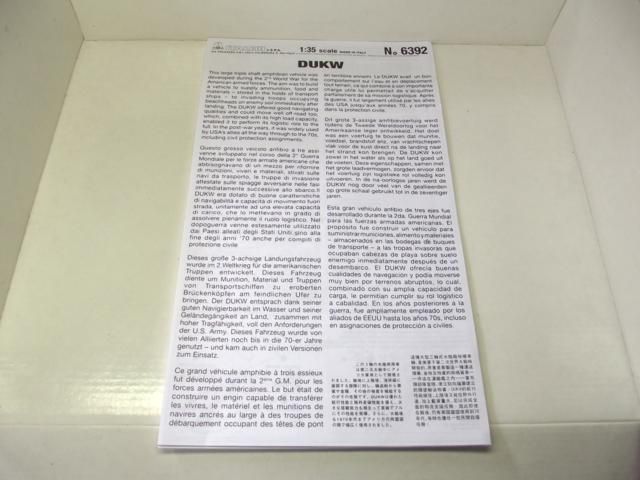 ITALERI S.P.A.
1:35 scale MADE IN ITALY
No 6392
DUKW
This large triple shaft amphibian vehicle was
developed during the 2nd World War for the
American armed forces. The aim was to build
a vehicle to supply ammunition, food and
materials – stored in the holds of transport
ships – to invading troops occupying
beachheads on enemy soil immediately after
landing. The DUKW offered good navigating
qualities and could move well off-road too,
which, combined with its high load capacity,
enabled it to perform its logistic role to the
full. In the post-war years, it was widely used
by USA's allies all the way through to the 70s,
including civil protection assignments.
Questo grosso veicolo anfibio a tre assi
venne sviluppato nel corso della 2° Guerra
Mondiale per le forze armate americane che
abbisognavano di un mezzo per rifornire
di munizioni, viveri e materiali, stivati sulle
navi da trasporto, le truppe di invasione
attestate sulle spiagge avversarie nelle fasi
immediatamente successive allo sbarco. Il
DUKW era dotato di buone caratteristiche
di navigabilità e capacità di movimento fuori
strada, unitamente ad una elevata capacità
di carico, che lo mettevano in grado di
assolvere pienamente il ruolo logistico. Nel
dopoguerra venne estesamente utilizzato
dai Paesi alleati degli Stati Uniti sino alla
fine degli anni '70 anche per compiti di
protezione civile
Dieses große 3-achsige Landungsfahrzeug
wurde im 2.Weltkrieg für die amerikanischen
Truppen entwickelt. Dieses Fahrzeug
diente um Munition, Material und Truppen
von Transportschiffen zu eroberten
Brückenköpfen am feindlichen Ufer zu
bringen. Der DUKW entsprach dank seiner
guten Navigierbarkeit im Wasser und seiner
Geländegängigkeit an Land, zusammen mit
hoher Tragfähigkeit, voll den Anforderungen
der U.S. Army. Dieses Fahrzeug wurde von
vielen Alliierten noch bis in die 70-er Jahre
genutzt – und kam auch in zivilen Versionen
zum Einsatz.
Ce grand véhicule amphibie à trois essieux
fut développé durant la 2ème G.M. pour les
forces armées américaines. Le but était de
construire un engin capable de transférer
les vivres, le matériel et les munitions de
navires ancrés au large à des troupes de
débarquement occupant des têtes de pont
en territoire ennemi. Le DUKW avait un bon
comportement sur l'eau et en déplacement
tout terrain, ce qui combiné à son importante
charge utile lui permettait de s'acquitter
parfaitement de sa mission logistique. Après
la guerre, il fut largement utilisé par les alliés
des USA jusqu'aux années 70, y compris
dans la protection civile.
Dit grote 3-assige amfibievoertuig werd
tijdens de Tweede Wereldoorlog voor het
Amerikaanse leger ontwikkeld. Het doel
was een voertuig te bouwen dat munitie,
voedsel, brandstof enz. van vrachtschepen
vlak voor de kust direct na de landing naar
het strand kon brengen. De DUKW kon
zowel in het water als op het land goed uit
de voeten. Deze eigenschappen, samen met
het grote laadvermogen, zorgden ervoor dat
het voertuig zijn logistieke rol volledig kon
uitvoeren. In de na-oorlogse jaren werd de
DUKW nog door veel van de geallieerden
op grote schaal gebruikt tot in de zeventiger
jaren.
Esta gran vehículo anfibio de tres ejes fue
desarrollado durante la 2da. Guerra Mundial
para las fuerzas armadas americanas. El
propósito fue construir un vehículo para
suministrar municiones, alimento y materiales
– almacenados en las bodegas de buques
de transporte – a las tropas invasoras que
ocupaban cabezas de playa sobre suelo
enemigo inmediatamente después de un
desembarco. El DUKW ofrecía buenas
cualidades de navegación y podía moverse
muy bien por terrenos abruptos, lo cual,
combinado con su amplia capacidad de
carga, le permitían cumplir su rol logístico
a cabalidad. En los años posteriores a la
guerra, fue ampliamente empleado por los
aliados de EEUU hasta los años 70s, incluso
en asignaciones de protección a civiles.